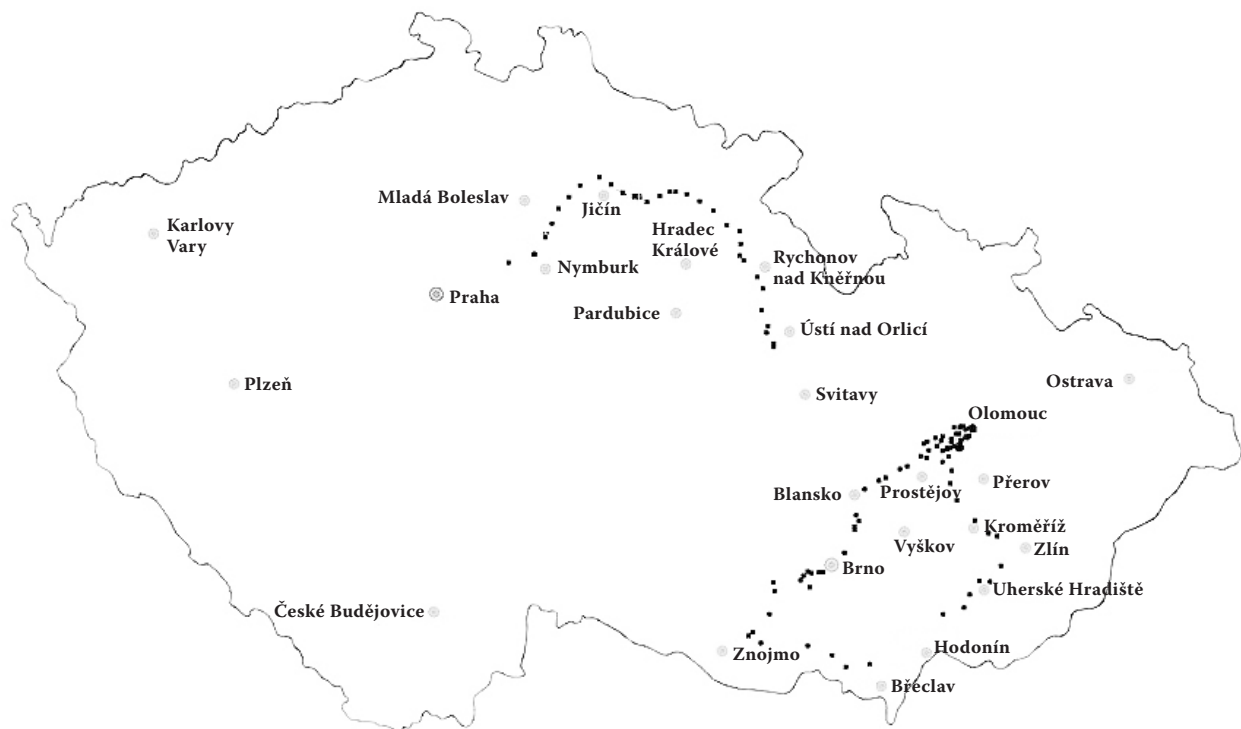 Mladá Boleslav
Jičín
Karlovy
Vary
Hradec
Králové
Nymburk
Rychonov
nad Kněřnou
Praha
Pardubice
Ústí nad Orlicí
Plzeň
Svitavy
Ostrava
Olomouc
Blansko
Prostějov
Přerov
Kroměříž
Vyškov
Zlín
Brno
Uherské Hradiště
České Budějovice
Znojmo
Hodonín
Břeclav